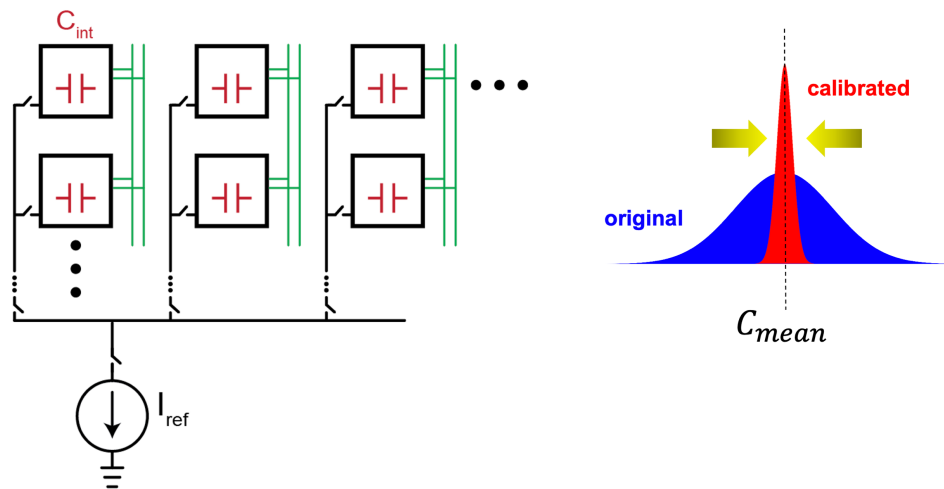 C_int
calibrated
original
C_mean
I_ref